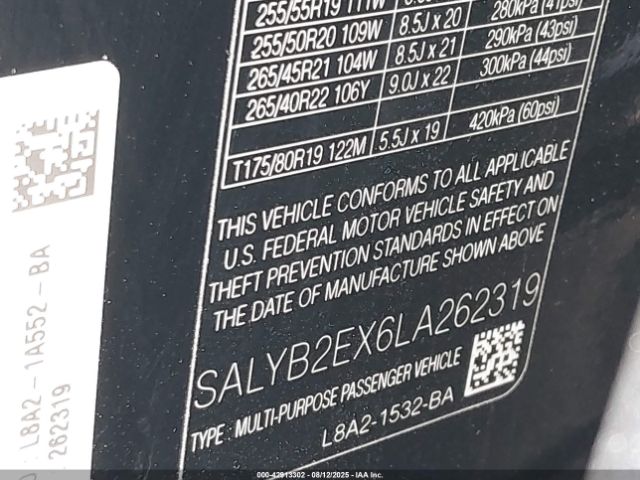 255/55R19 111W
280kPa (41psi)
255/50R20 109W 8.5J x 20 290kPa (43psi)
265/45R21 104W 8.5J x 21 300kPa (44psi)
265/40R22 106Y 9.0J x 22
T175/80R19 122M 5.5J x 19 420kPa (60psi)
THIS VEHICLE CONFORMS TO ALL APPLICABLE
U.S. FEDERAL MOTOR VEHICLE SAFETY AND
THEFT PREVENTION STANDARDS IN EFFECT ON
THE DATE OF MANUFACTURE SHOWN ABOVE
SALYB2EX6LA262319
TYPE : MULTI-PURPOSE PASSENGER VEHICLE
L8A2-1532-BA
L8A2 - 1A552 - BA
262319
000-42913302 - 08/12/2025 - IAAI.com